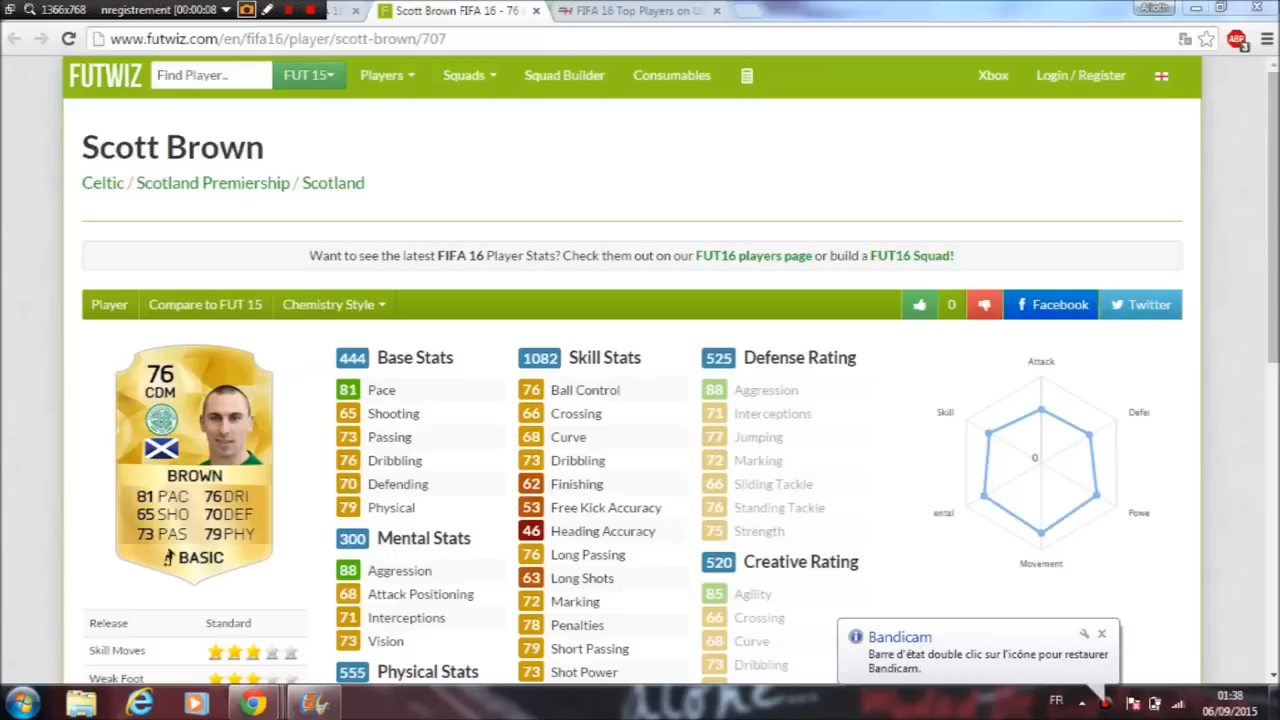 1366x768 nregistrement [00:00:08]
Scott Brown FIFA 16 - 76
FIFA 16 Top Players on U
Alioth
www.futwiz.com/en/fifa16/player/scott-brown/707
ABP
3
FUTWIZ Find Player.. FUT 15 Players Squads Squad Builder Consumables Xbox Login / Register
Scott Brown
Celtic / Scotland Premiership / Scotland
Want to see the latest FIFA 16 Player Stats? Check them out on our FUT16 players page or build a FUT16 Squad!
Player Compare to FUT 15 Chemistry Style 0 Facebook Twitter
76
CDM
BROWN
81 PAC 76 DRI
65 SHO 70 DEF
73 PAS 79 PHY
BASIC
Release Standard
Skill Moves
Weak Foot
444 Base Stats
81 Pace
65 Shooting
73 Passing
76 Dribbling
70 Defending
79 Physical
300 Mental Stats
88 Aggression
68 Attack Positioning
71 Interceptions
73 Vision
555 Physical Stats
1082 Skill Stats
76 Ball Control
66 Crossing
68 Curve
73 Dribbling
62 Finishing
53 Free Kick Accuracy
46 Heading Accuracy
76 Long Passing
63 Long Shots
72 Marking
78 Penalties
79 Short Passing
73 Shot Power
525 Defense Rating
88 Aggression
71 Interceptions
77 Jumping
72 Marking
66 Sliding Tackle
76 Standing Tackle
75 Strength
520 Creative Rating
85 Agility
66 Crossing
68 Curve
73 Dribbling
Attack
Skill Defe
0
ental Powe
Movement
Bandicam
Barre d'état double clic sur l'icône pour restaurer
Bandicam.
FR
01:38
06/09/2015